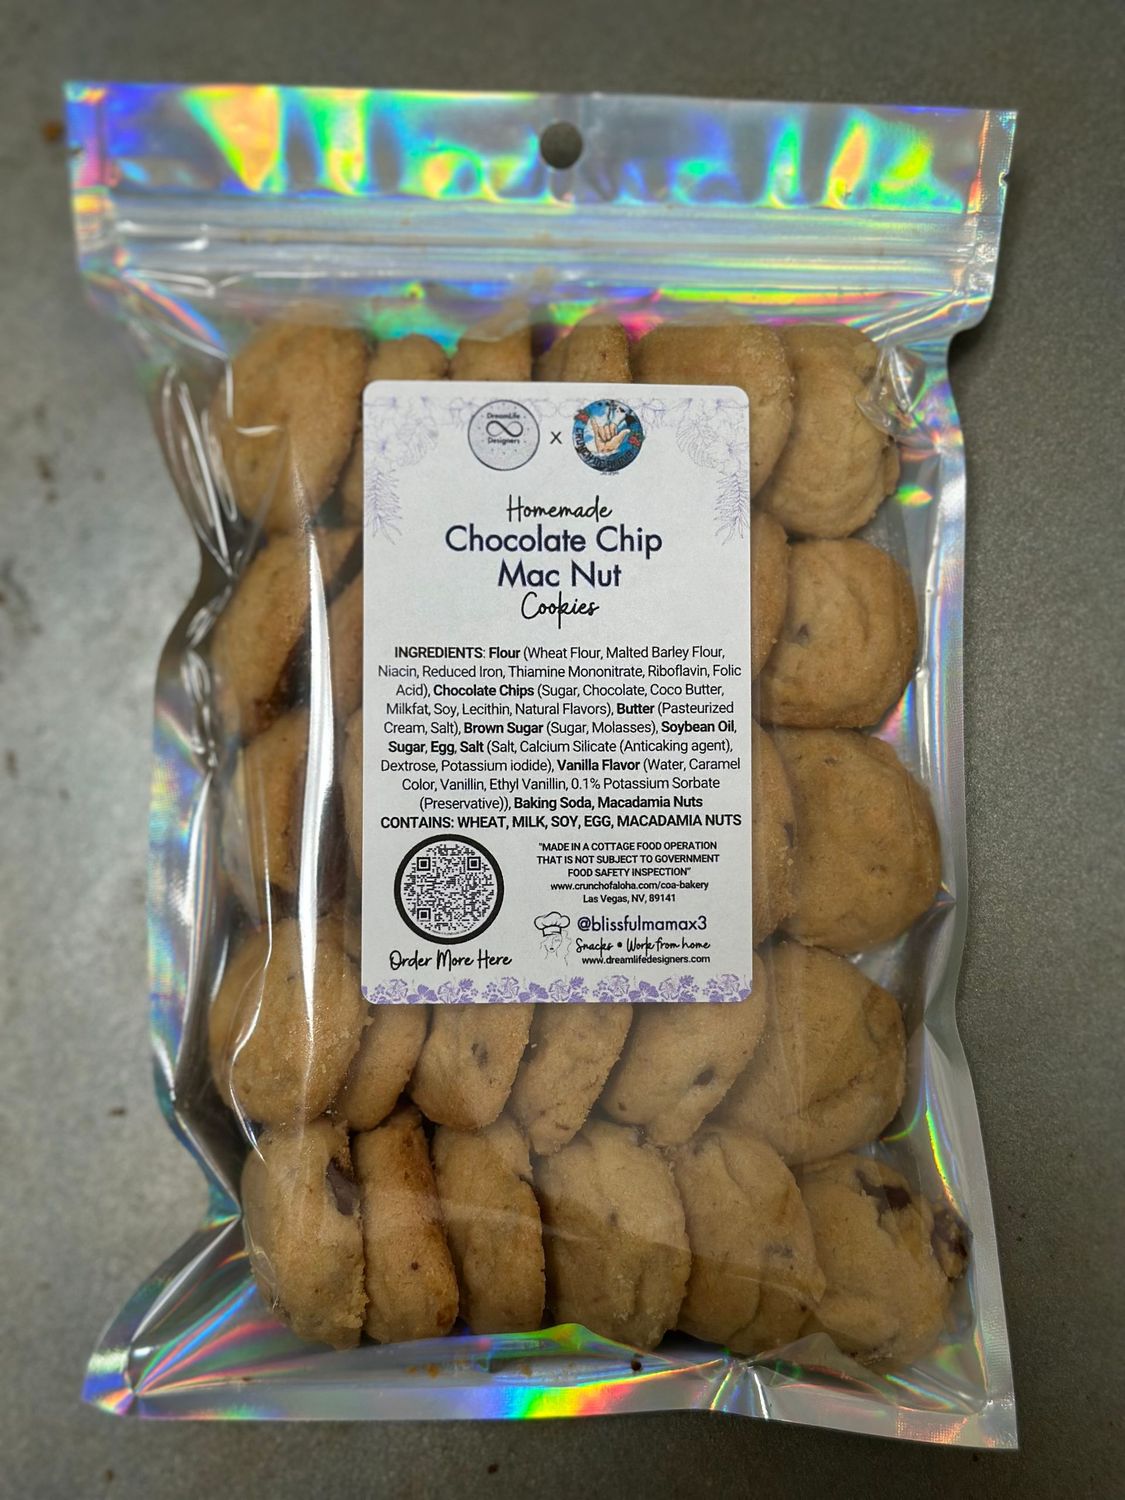 DreamLife
Designers
x
Homemade
Chocolate Chip
Mac Nut
Cookies
INGREDIENTS: Flour (Wheat Flour, Malted Barley Flour,
Niacin, Reduced Iron, Thiamine Mononitrate, Riboflavin, Folic
Acid), Chocolate Chips (Sugar, Chocolate, Coco Butter,
Milkfat, Soy, Lecithin, Natural Flavors), Butter (Pasteurized
Cream, Salt), Brown Sugar (Sugar, Molasses), Soybean Oil,
Sugar, Egg, Salt (Salt, Calcium Silicate (Anticaking agent),
Dextrose, Potassium iodide), Vanilla Flavor (Water, Caramel
Color, Vanillin, Ethyl Vanillin, 0.1% Potassium Sorbate
(Preservative)), Baking Soda, Macadamia Nuts
CONTAINS: WHEAT, MILK, SOY, EGG, MACADAMIA NUTS
"MADE IN A COTTAGE FOOD OPERATION
THAT IS NOT SUBJECT TO GOVERNMENT
FOOD SAFETY INSPECTION"
www.crunchofaloha.com/coa-bakery
Las Vegas, NV, 89141
@blissfulmamax3
Snacks • Work from home
www.dreamlifedesigners.com
Order More Here